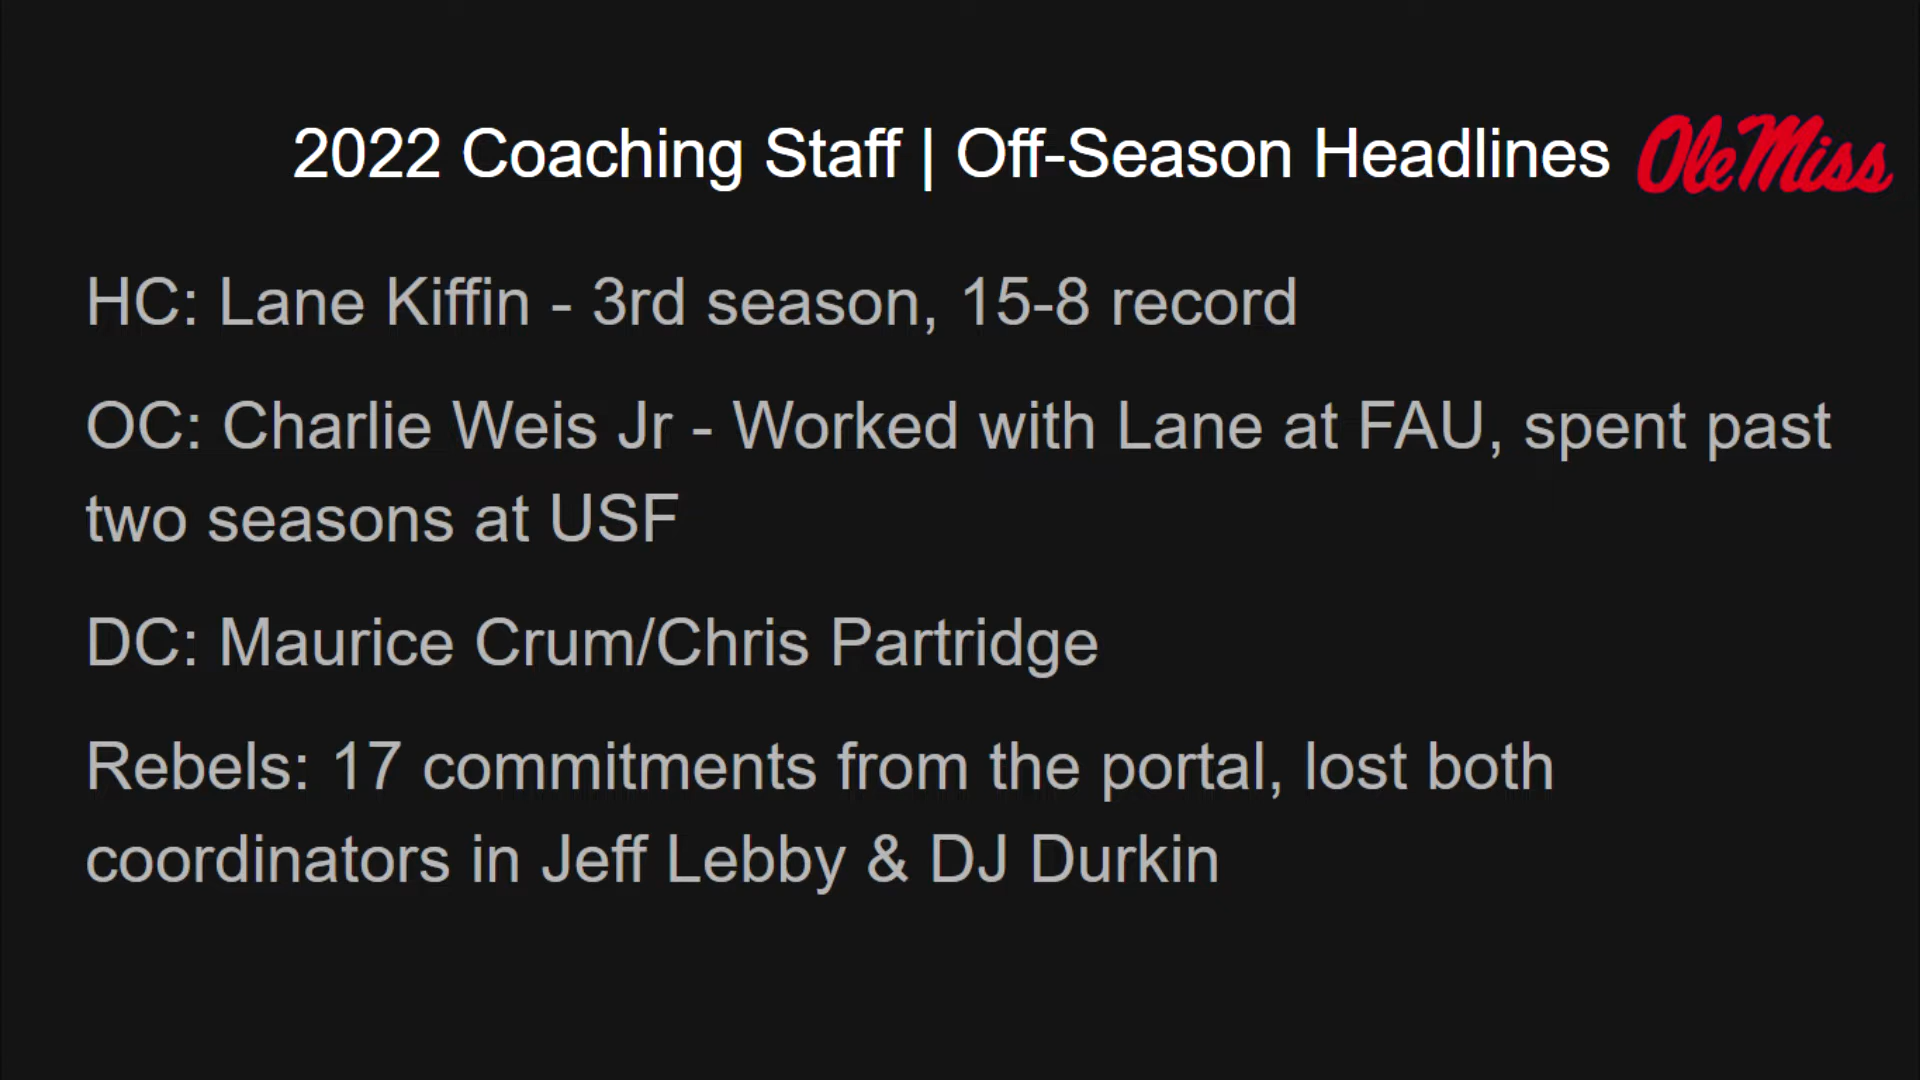 2022 Coaching Staff | Off-Season Headlines Ole Miss
HC: Lane Kiffin - 3rd season, 15-8 record
OC: Charlie Weis Jr - Worked with Lane at FAU, spent past
two seasons at USF
DC: Maurice Crum/Chris Partridge
Rebels: 17 commitments from the portal, lost both
coordinators in Jeff Lebby & DJ Durkin